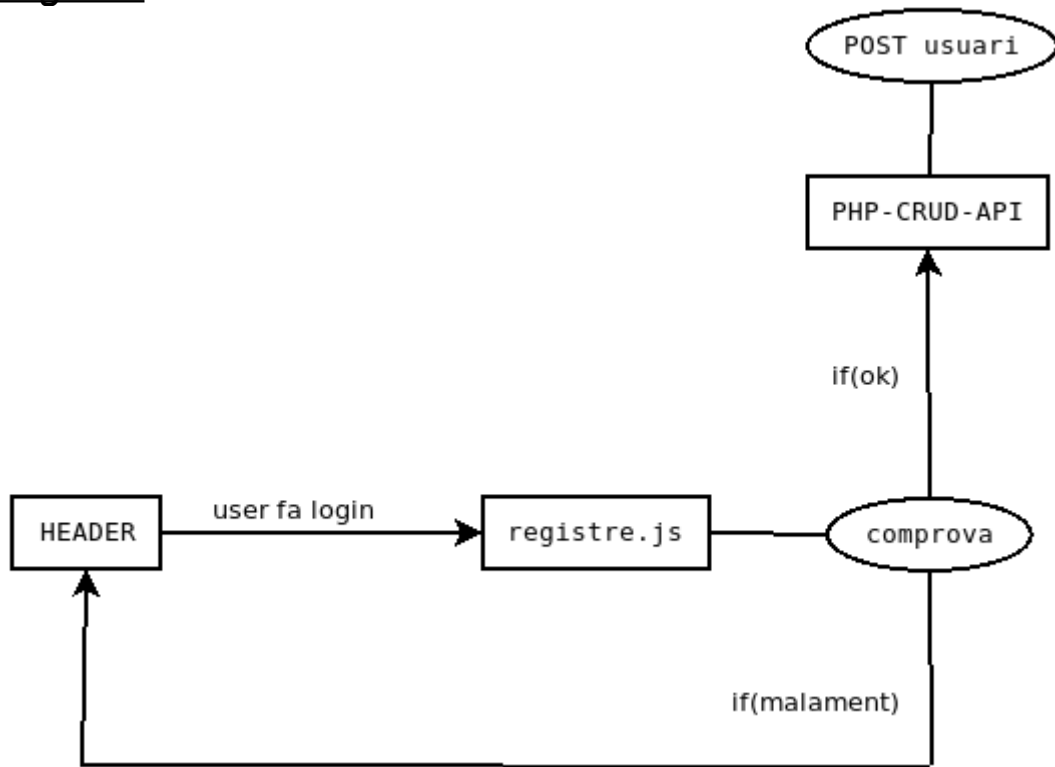 POST usuari
PHP-CRUD-API
if(ok)
user fa login
HEADER
registre.js
comprova
if(malament)